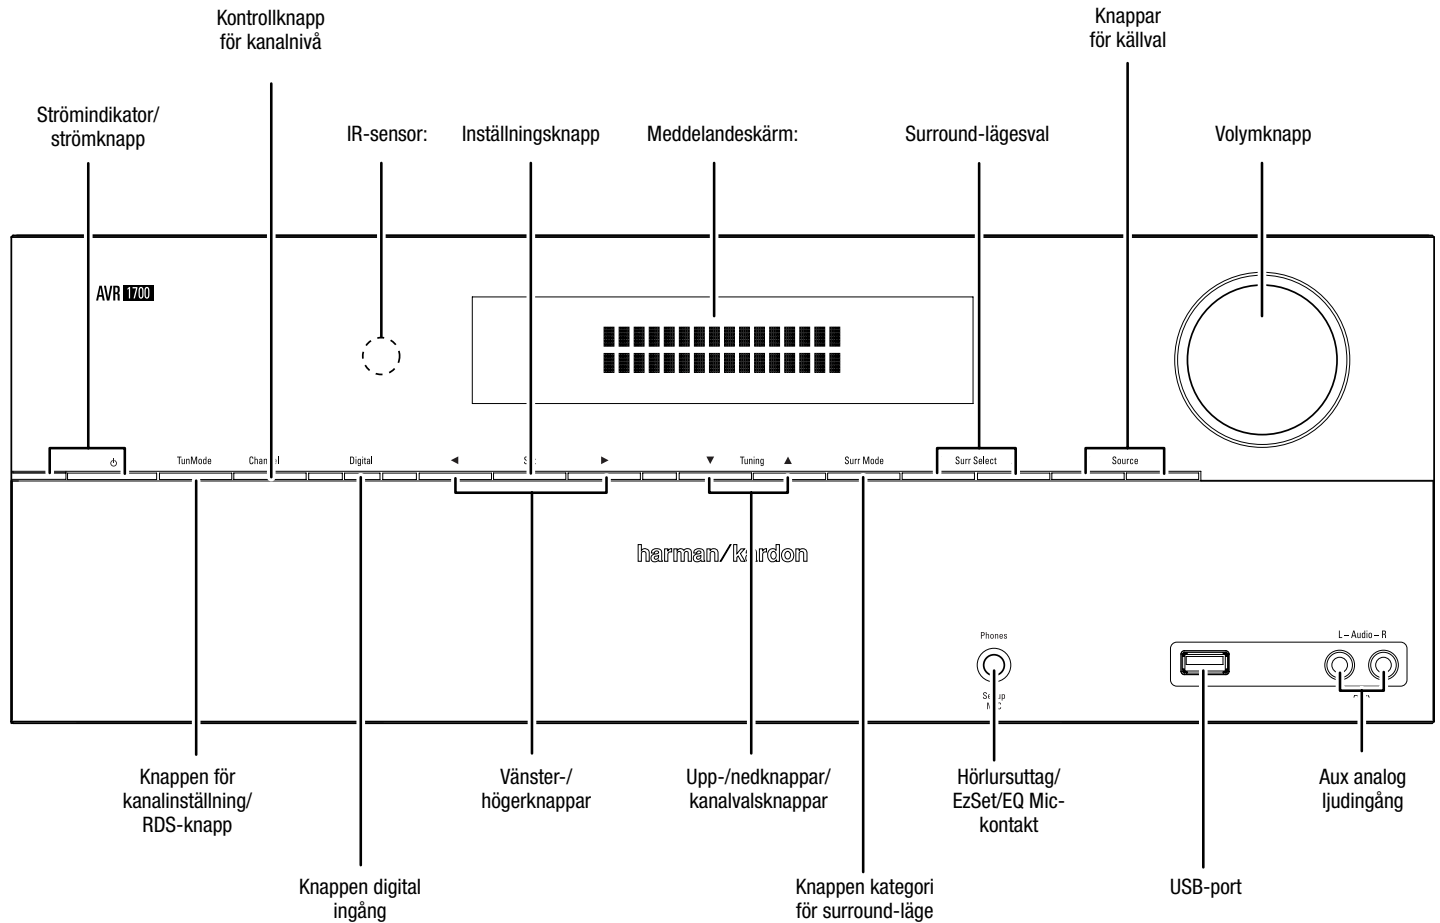 Kontrollknapp
för kanalnivå
Knappar
för källval
Strömindikator/
strömknapp
IR-sensor:
Inställningsknapp
Meddelandeskärm:
Surround-lägesval
Volymknapp
AVR 1700
TunMode
Channel
Digital
Tuning
Surr Mode
Surr Select
Source
harman/kardon
Phones
L – Audio – R
Setup
Knappen för
kanalinställning/
RDS-knapp
Vänster-/
högerknappar
Upp-/nedknappar/
kanalvalsknappar
Hörlursuttag/
EzSet/EQ Mic-
kontakt
Aux analog
ljudingång
Knappen digital
ingång
Knappen kategori
för surround-läge
USB-port